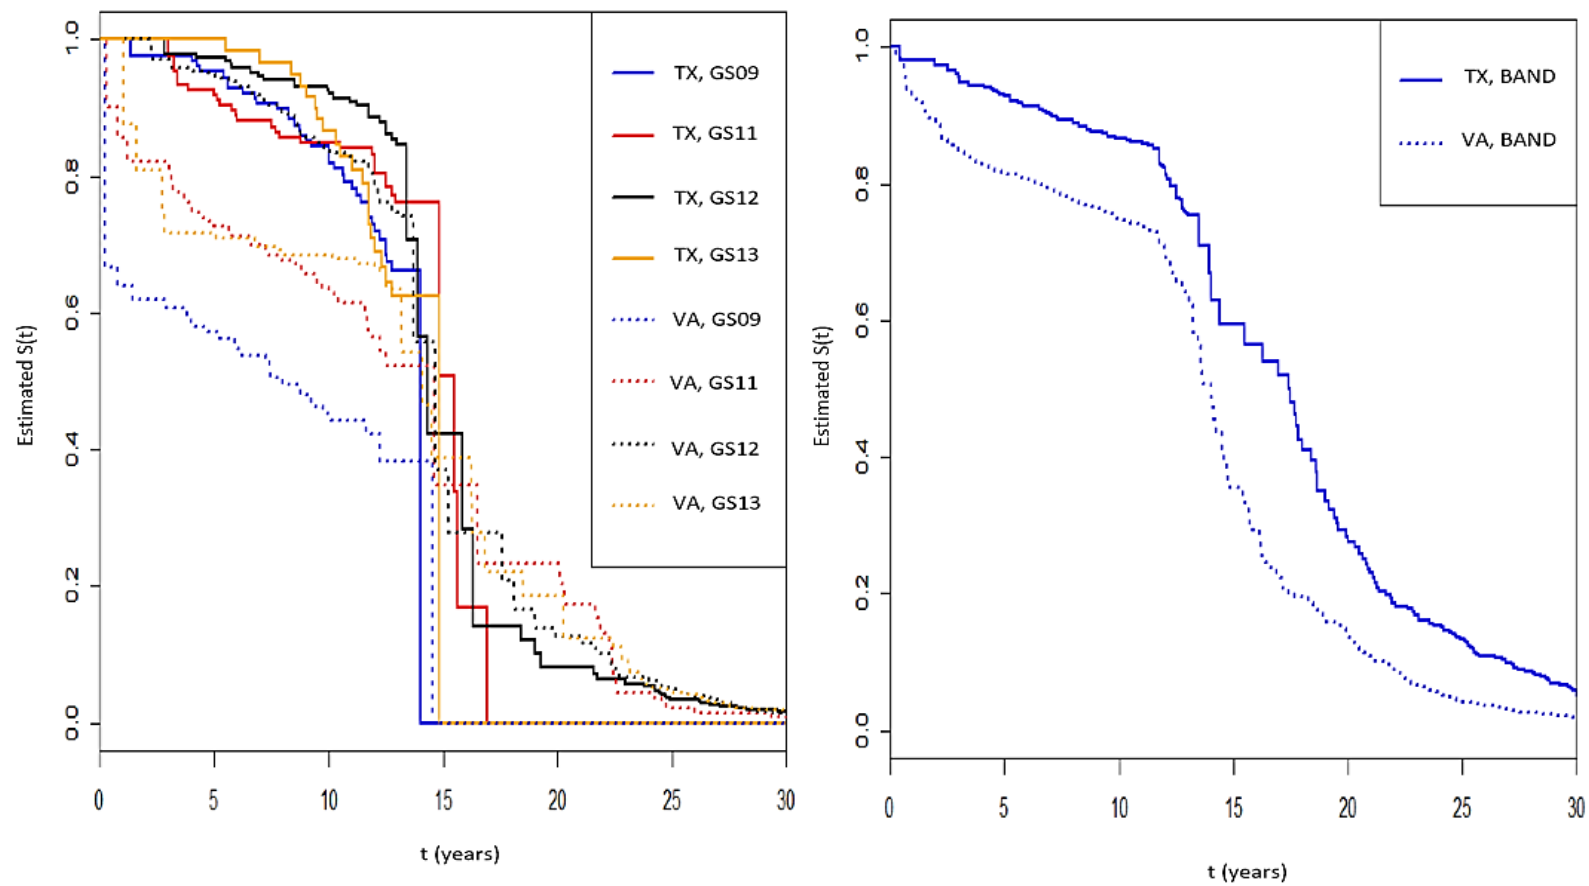 1.0
0.8
0.6
0.4
0.2
0.0
Estimated S(t)
0 5 10 15 20 25 30
t (years)
TX, GS09
TX, GS11
TX, GS12
TX, GS13
VA, GS09
VA, GS11
VA, GS12
VA, GS13
1.0
0.8
0.6
0.4
0.2
0.0
Estimated S(t)
0 5 10 15 20 25 30
t (years)
TX, BAND
VA, BAND